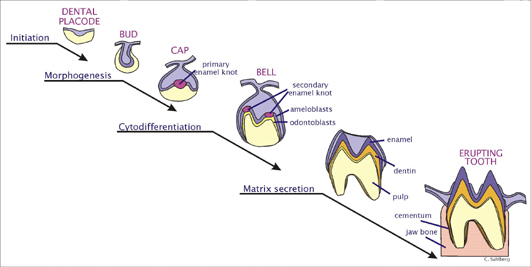 DENTAL
PLACODE
Initiation
BUD
Morphogenesis
CAP
primary
enamel knot
BELL
secondary
enamel knot
ameloblasts
odontoblasts
Cytodifferentiation
enamel
dentin
pulp
Matrix secretion
ERUPTING
TOOTH
cementum
jaw bone
C. Sahlberg